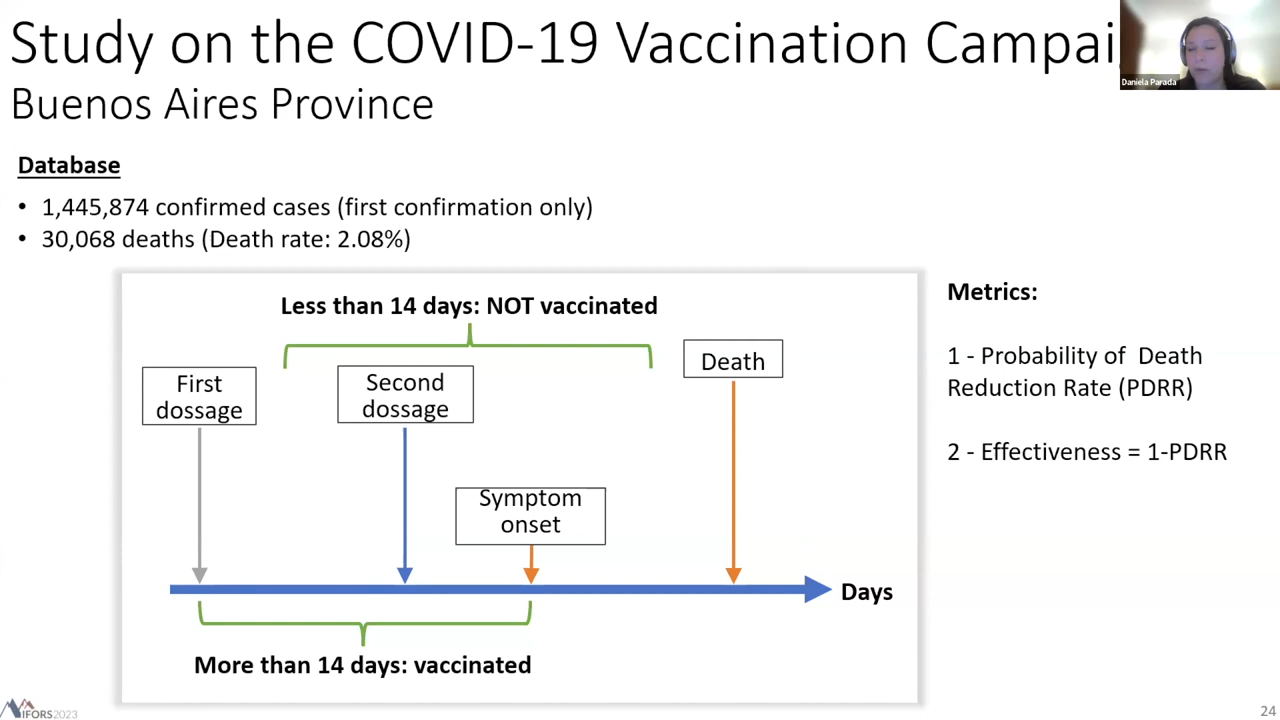 Study on the COVID-19 Vaccination Campai
Daniela Parada
Buenos Aires Province
Database
• 1,445,874 confirmed cases (first confirmation only)
• 30,068 deaths (Death rate: 2.08%)
Less than 14 days: NOT vaccinated
First
dossage
Second
dossage
Death
Symptom
onset
Days
More than 14 days: vaccinated
Metrics:
1 - Probability of Death
Reduction Rate (PDRR)
2 - Effectiveness = 1-PDRR
IFORS2023
24